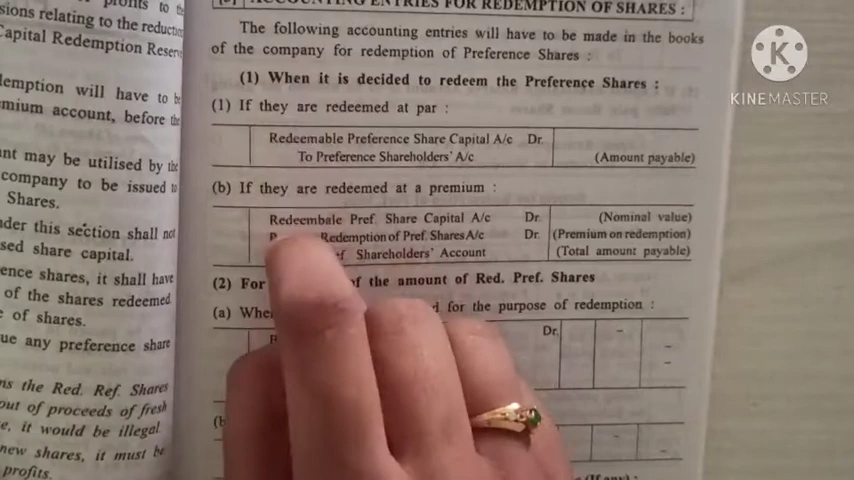 profits to the
sions relating to the reduction
Capital Redemption Reserve
emption will have to be
mium account, before the
nt may be utilised by the
company to be issued to
Shares.
nder this section shall not
sed share capital.
ence shares, it shall have
of the shares redeemed
e of shares.
ue any preference share
ns the Red. Ref. Shares
out of proceeds of fresh
e, it would be illegal.
new shares, it must be
profits.
ACCOUNTING ENTRIES FOR REDEMPTION OF SHARES :
The following accounting entries will have to be made in the books
of the company for redemption of Preference Shares :
(1) When it is decided to redeem the Preference Shares :
(1) If they are redeemed at par :
Redeemable Preference Share Capital A/c Dr.
To Preference Shareholders' A/c (Amount payable)
(b) If they are redeemed at a premium :
Redeembale Pref. Share Capital A/c Dr. (Nominal value)
Redemption of Pref. Shares A/c Dr. (Premium on redemption)
Shareholders' Account (Total amount payable)
(2) For of the amount of Red. Pref. Shares
(a) for the purpose of redemption :
Dr. –
–
–
(b
–
–
(If any) :
KINEMASTER